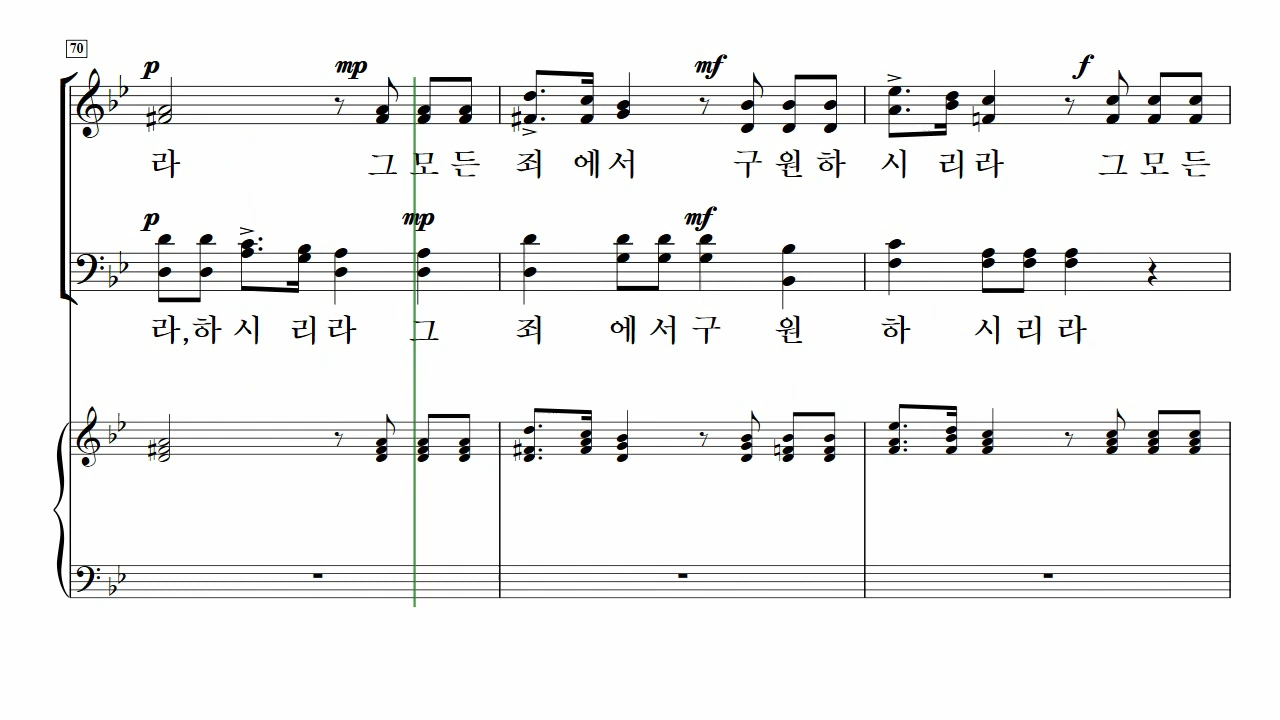 70
p mp mf f
라 그 모 든 죄 에 서 구 원 하 시 리 라 그 모 든
p mp mf
라, 하 시 리 라 그 죄 에 서 구 원 하 시 리 라